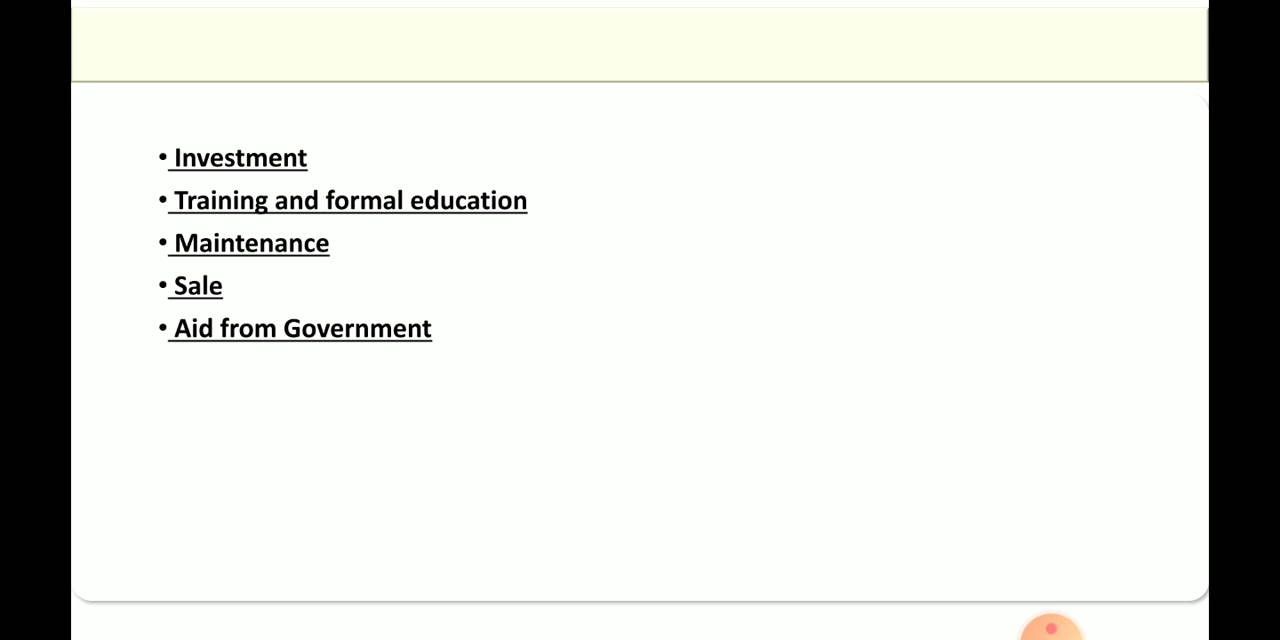 • Investment
• Training and formal education
• Maintenance
• Sale
• Aid from Government